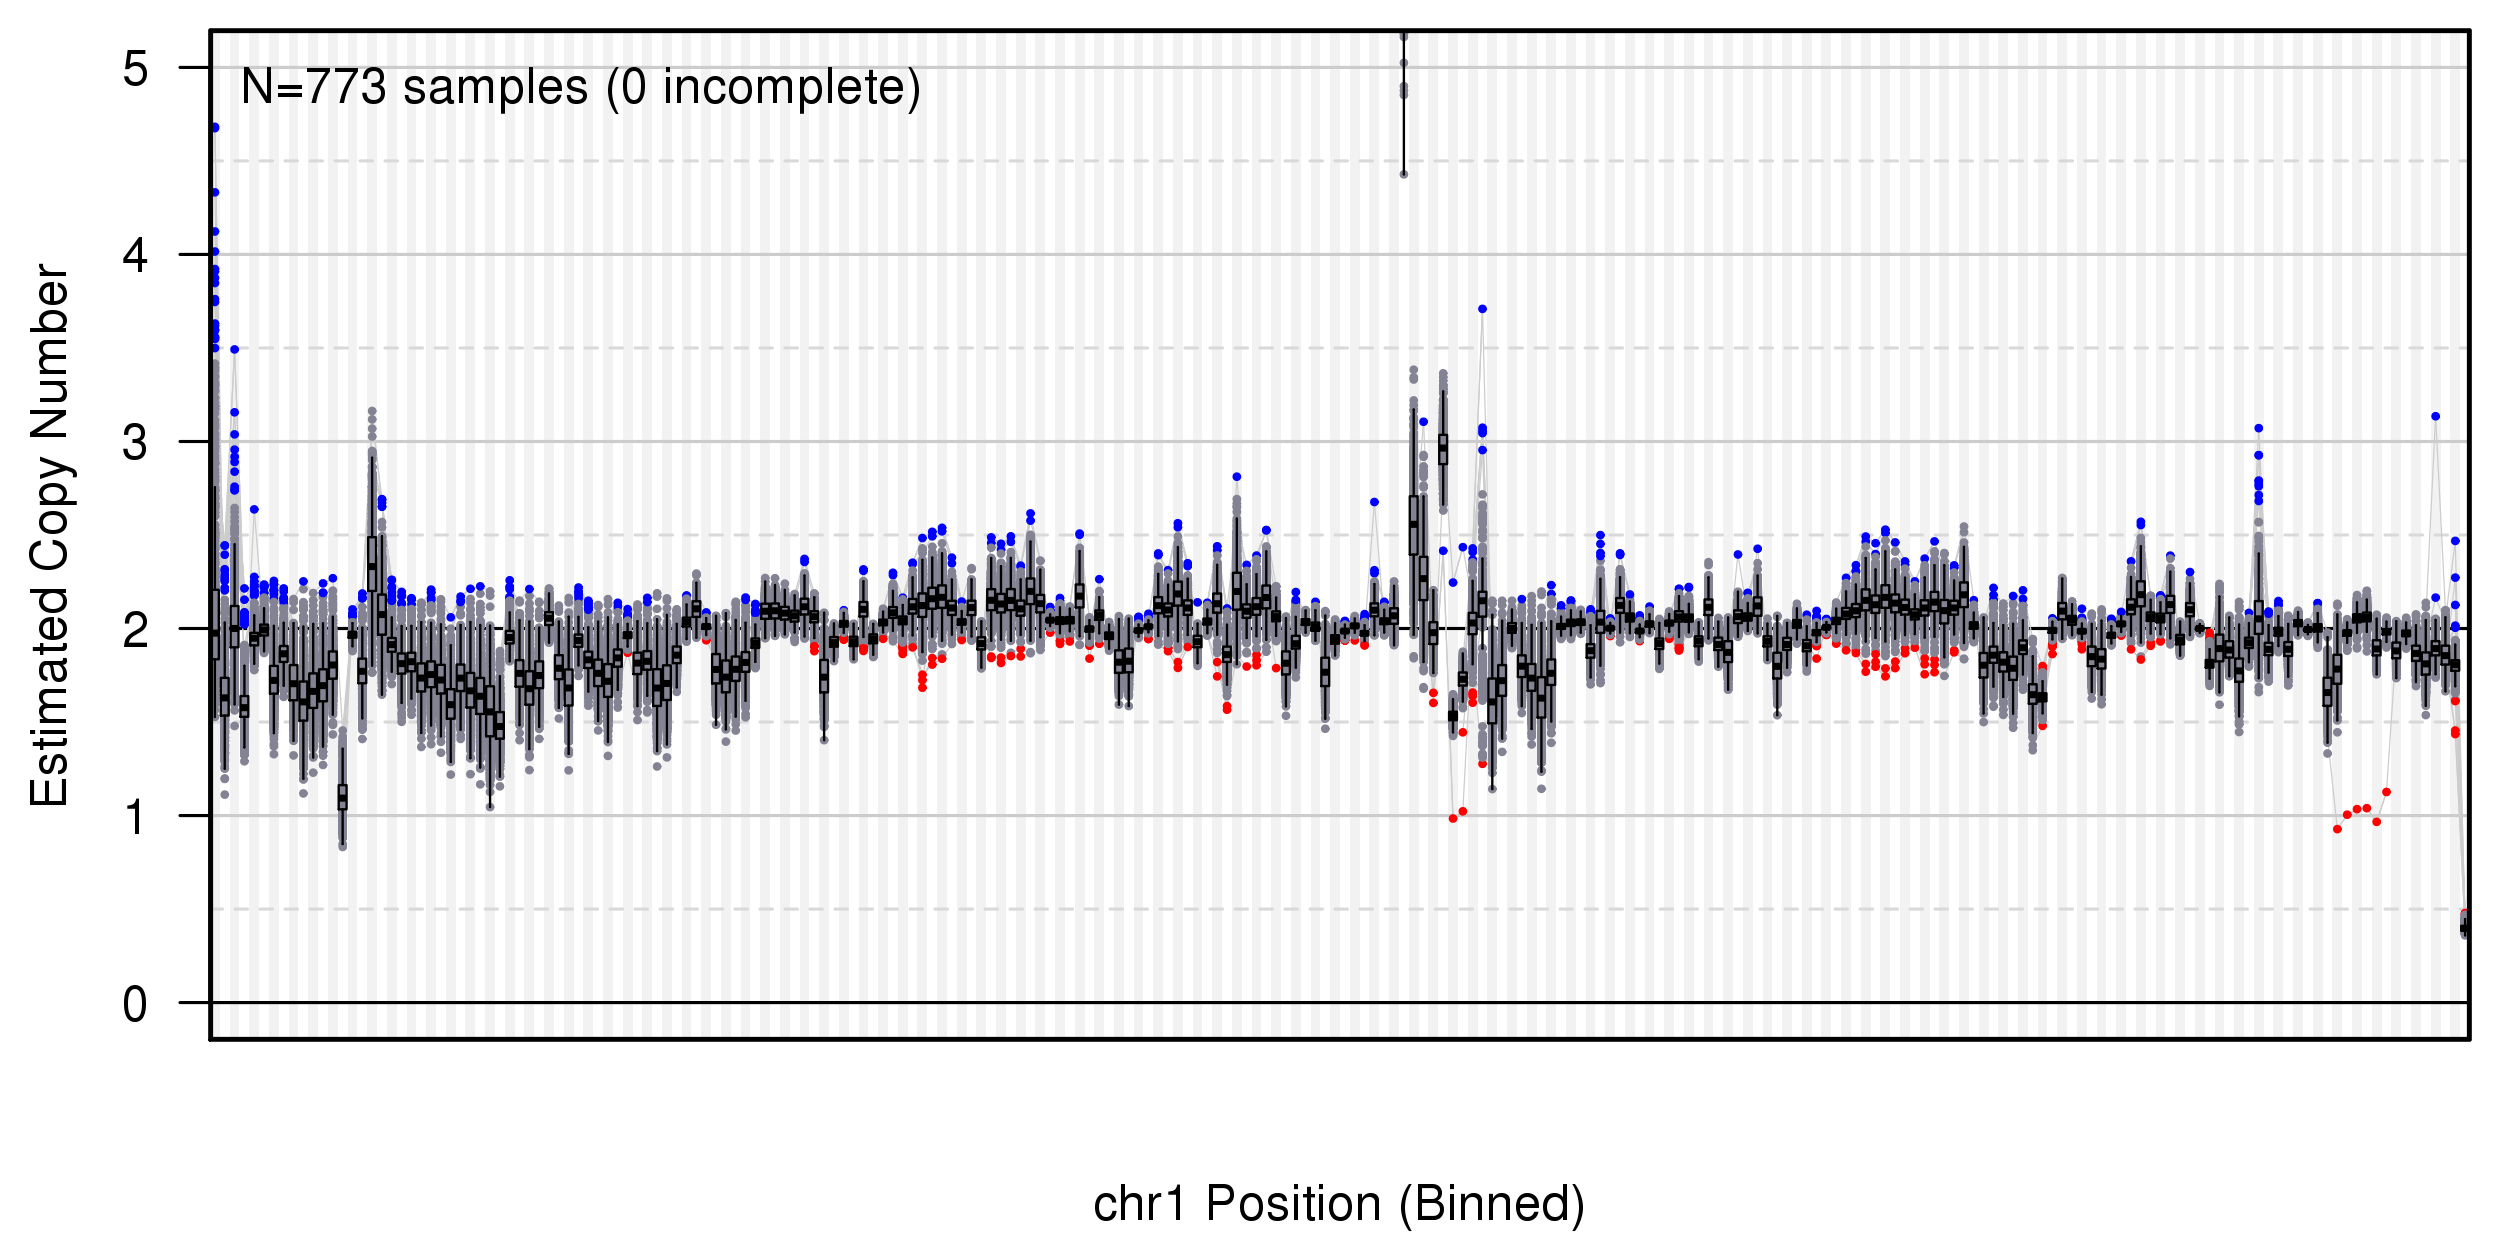 N=773 samples (0 incomplete)
5
4
3
2
1
0
Estimated Copy Number
chr1 Position (Binned)